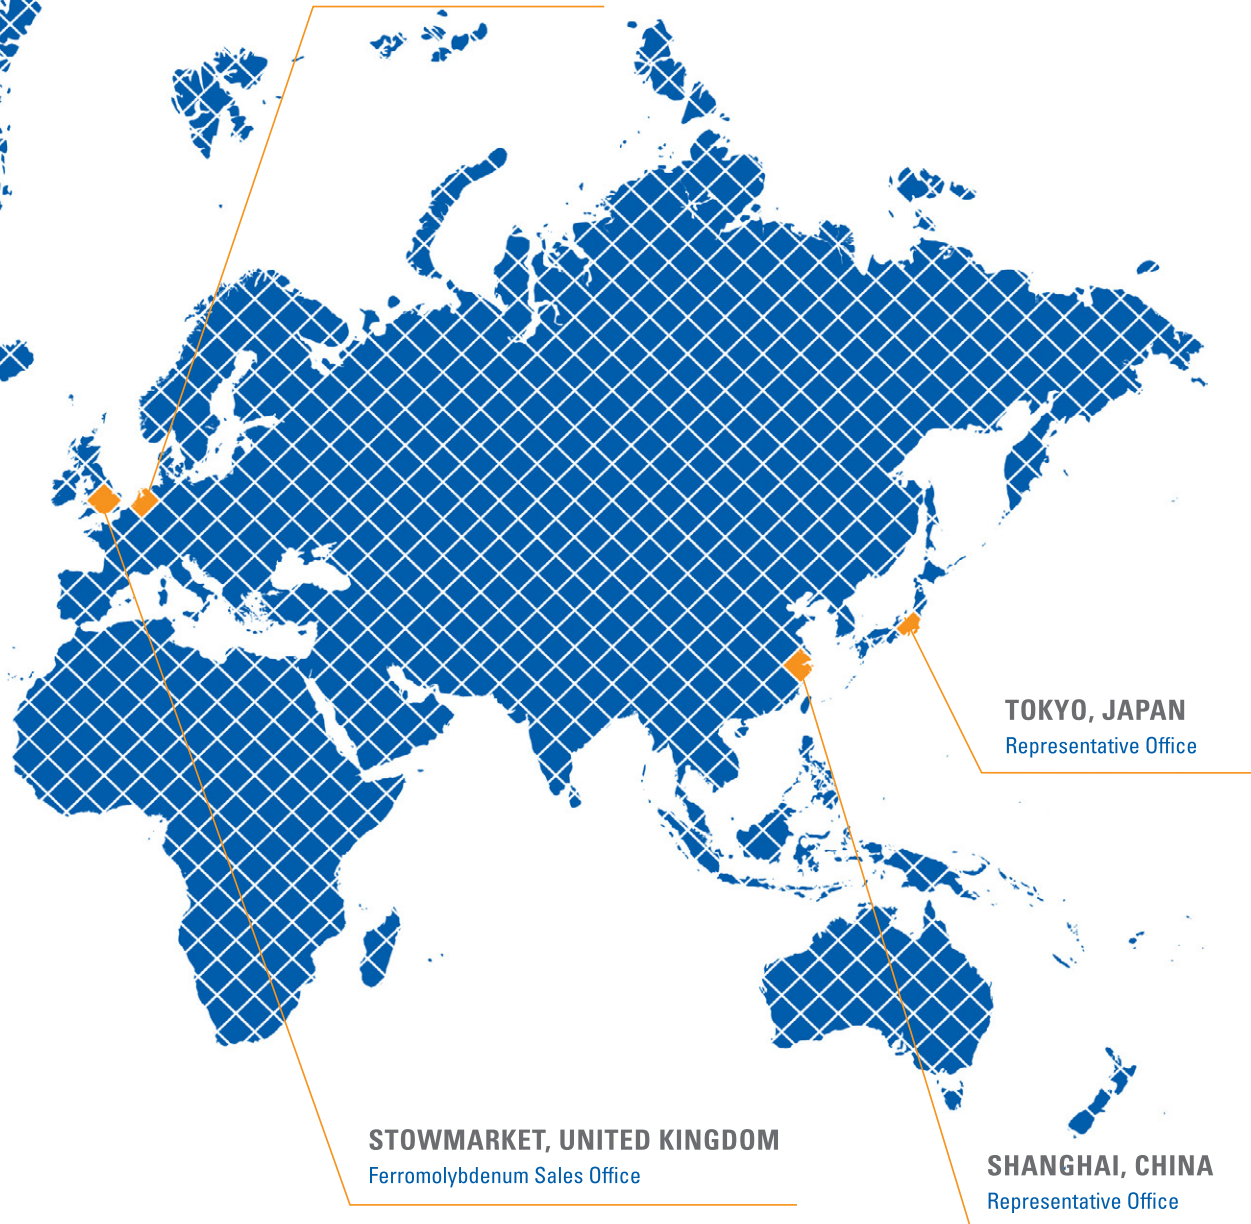 TOKYO, JAPAN
Representative Office
STOWMARKET, UNITED KINGDOM
Ferromolybdenum Sales Office
SHANGHAI, CHINA
Representative Office